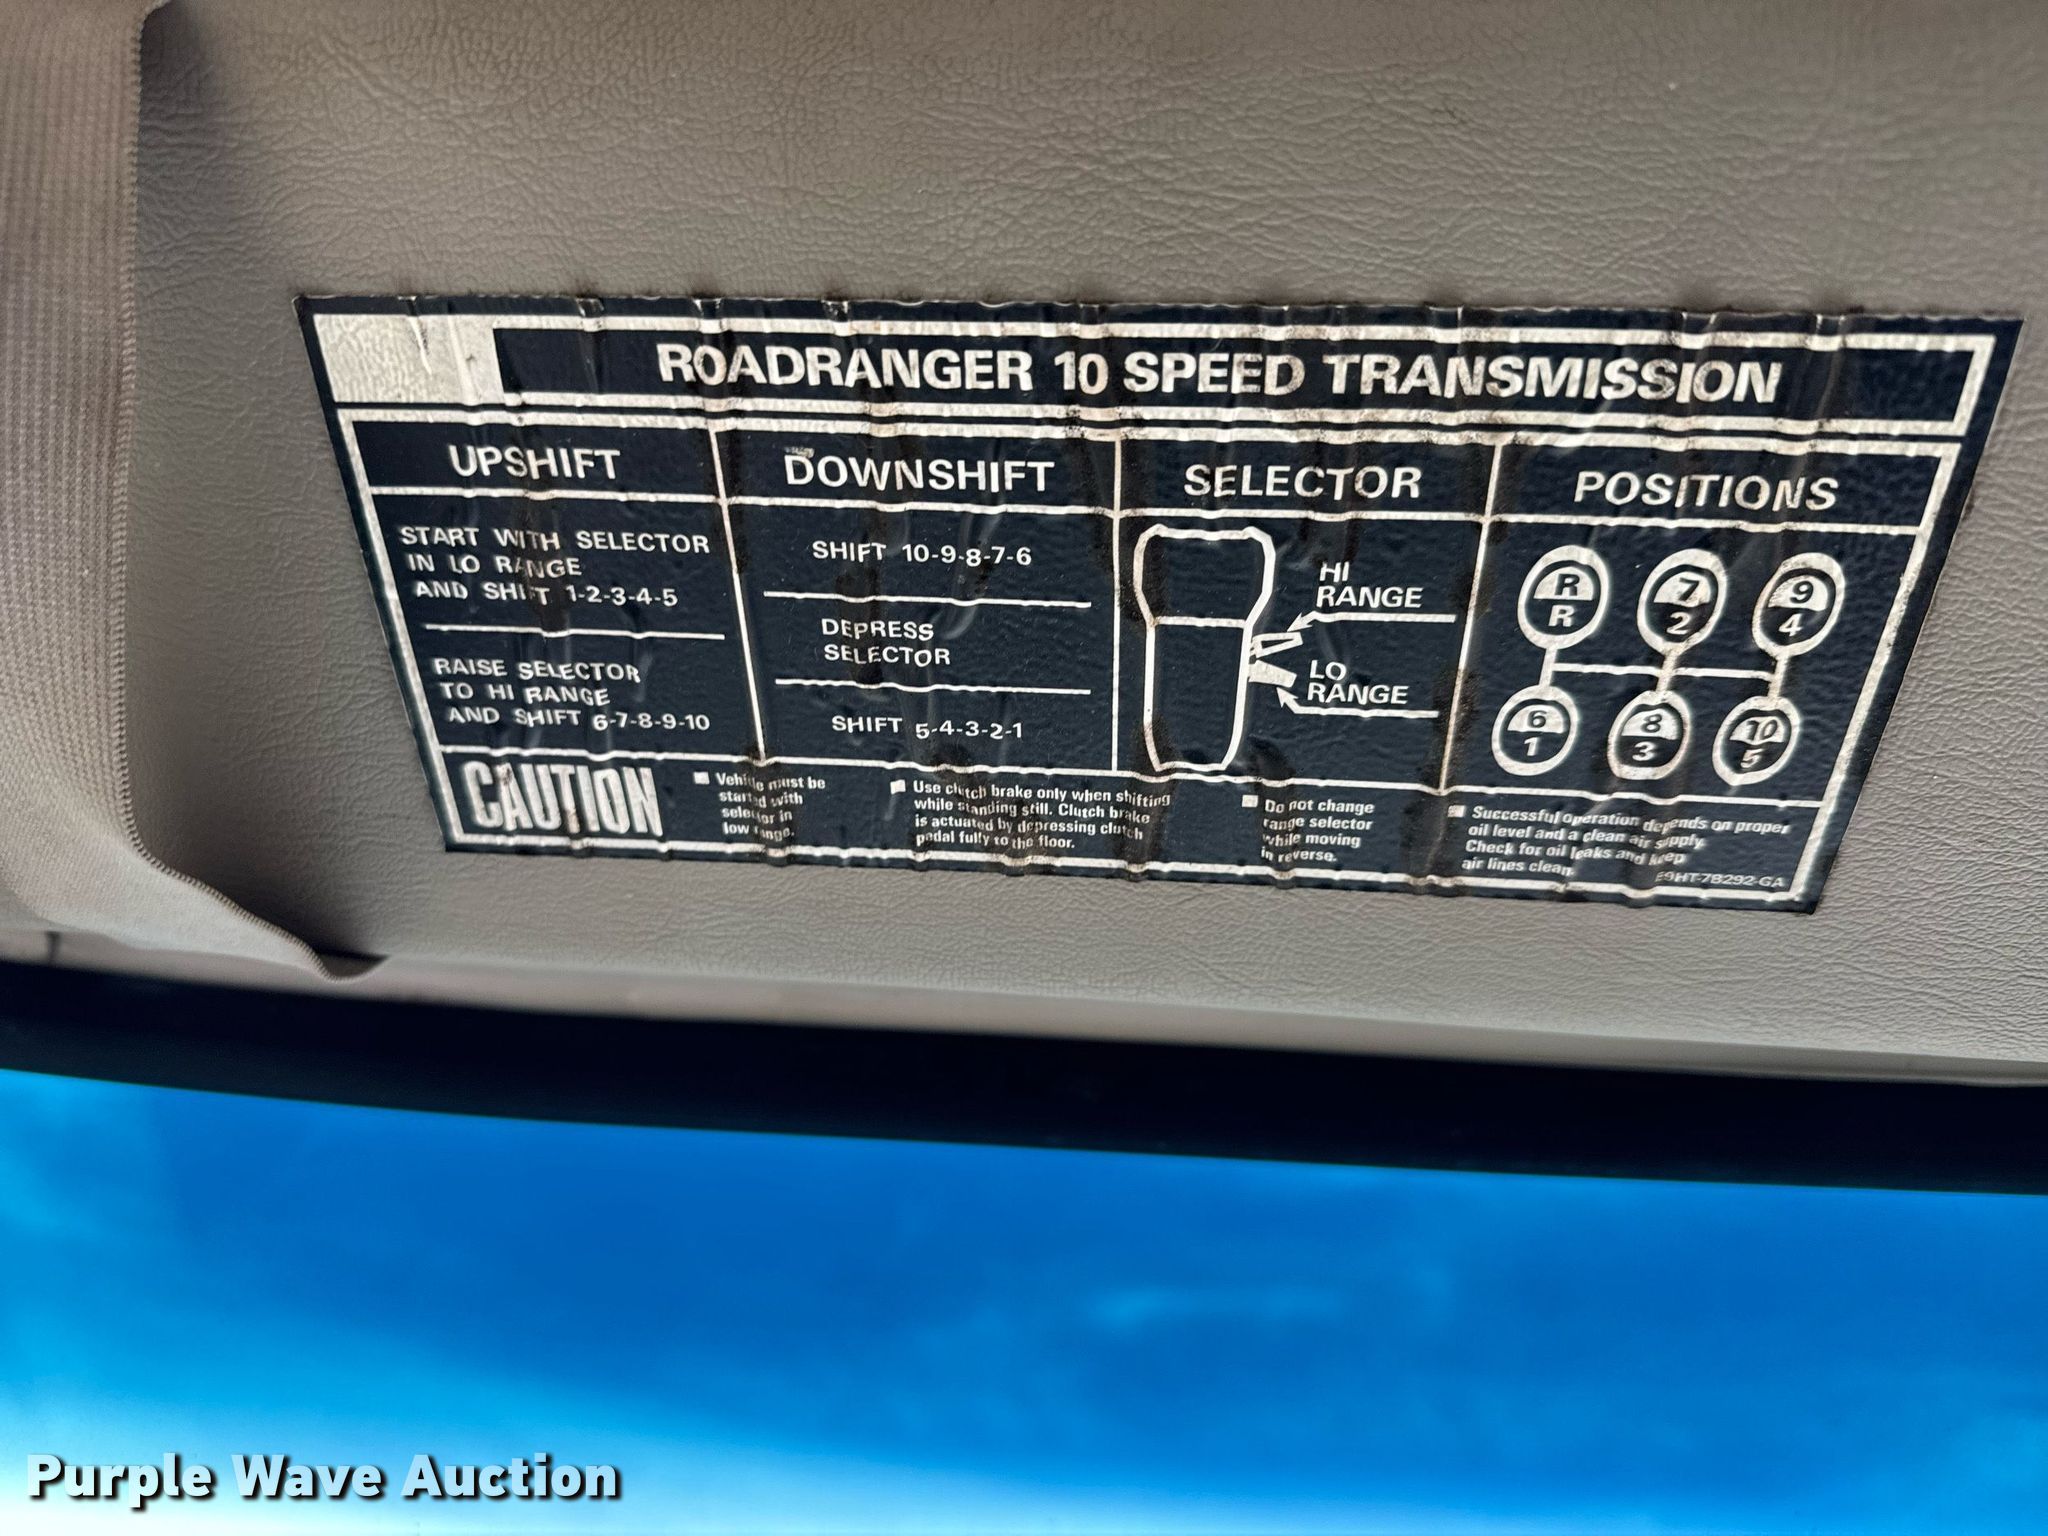 ROADRANGER 10 SPEED TRANSMISSION
UPSHIFT
START WITH SELECTOR
IN LO RANGE
AND SHIFT 1-2-3-4-5
RAISE SELECTOR
TO HI RANGE
AND SHIFT 6-7-8-9-10
DOWNSHIFT
SHIFT 10-9-8-7-6
DEPRESS
SELECTOR
SHIFT 5-4-3-2-1
SELECTOR
HI
RANGE
LO
RANGE
POSITIONS
R 7 9
R 2 4
6 8 10
1 3 5
CAUTION
Vehicle must be
started with
selector in
low range.
Use clutch brake only when shifting
while standing still. Clutch brake
is actuated by depressing clutch
pedal fully to the floor.
Do not change
range selector
while moving
in reverse.
Successful operation depends on proper
oil level and a clean air supply.
Check for oil leaks and keep
air lines clean.
E9HT-7B292-GA
Purple Wave Auction